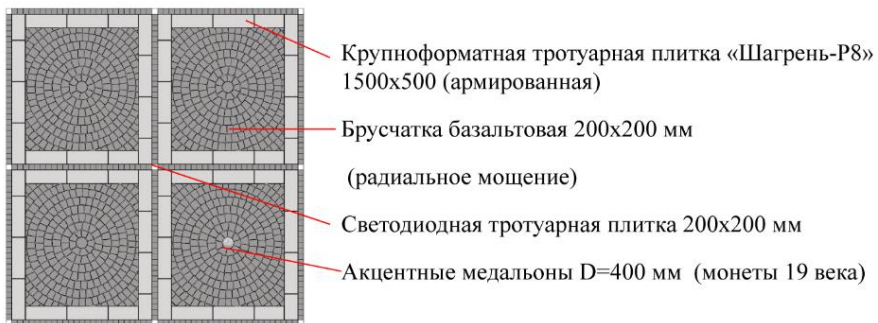 Крупноформатная тротуарная плитка «Шагрень-Р8»
1500х500 (армированная)
Брусчатка базальтовая 200х200 мм
(радиальное мощение)
Светодиодная тротуарная плитка 200х200 мм
Акцентные медальоны D=400 мм (монеты 19 века)